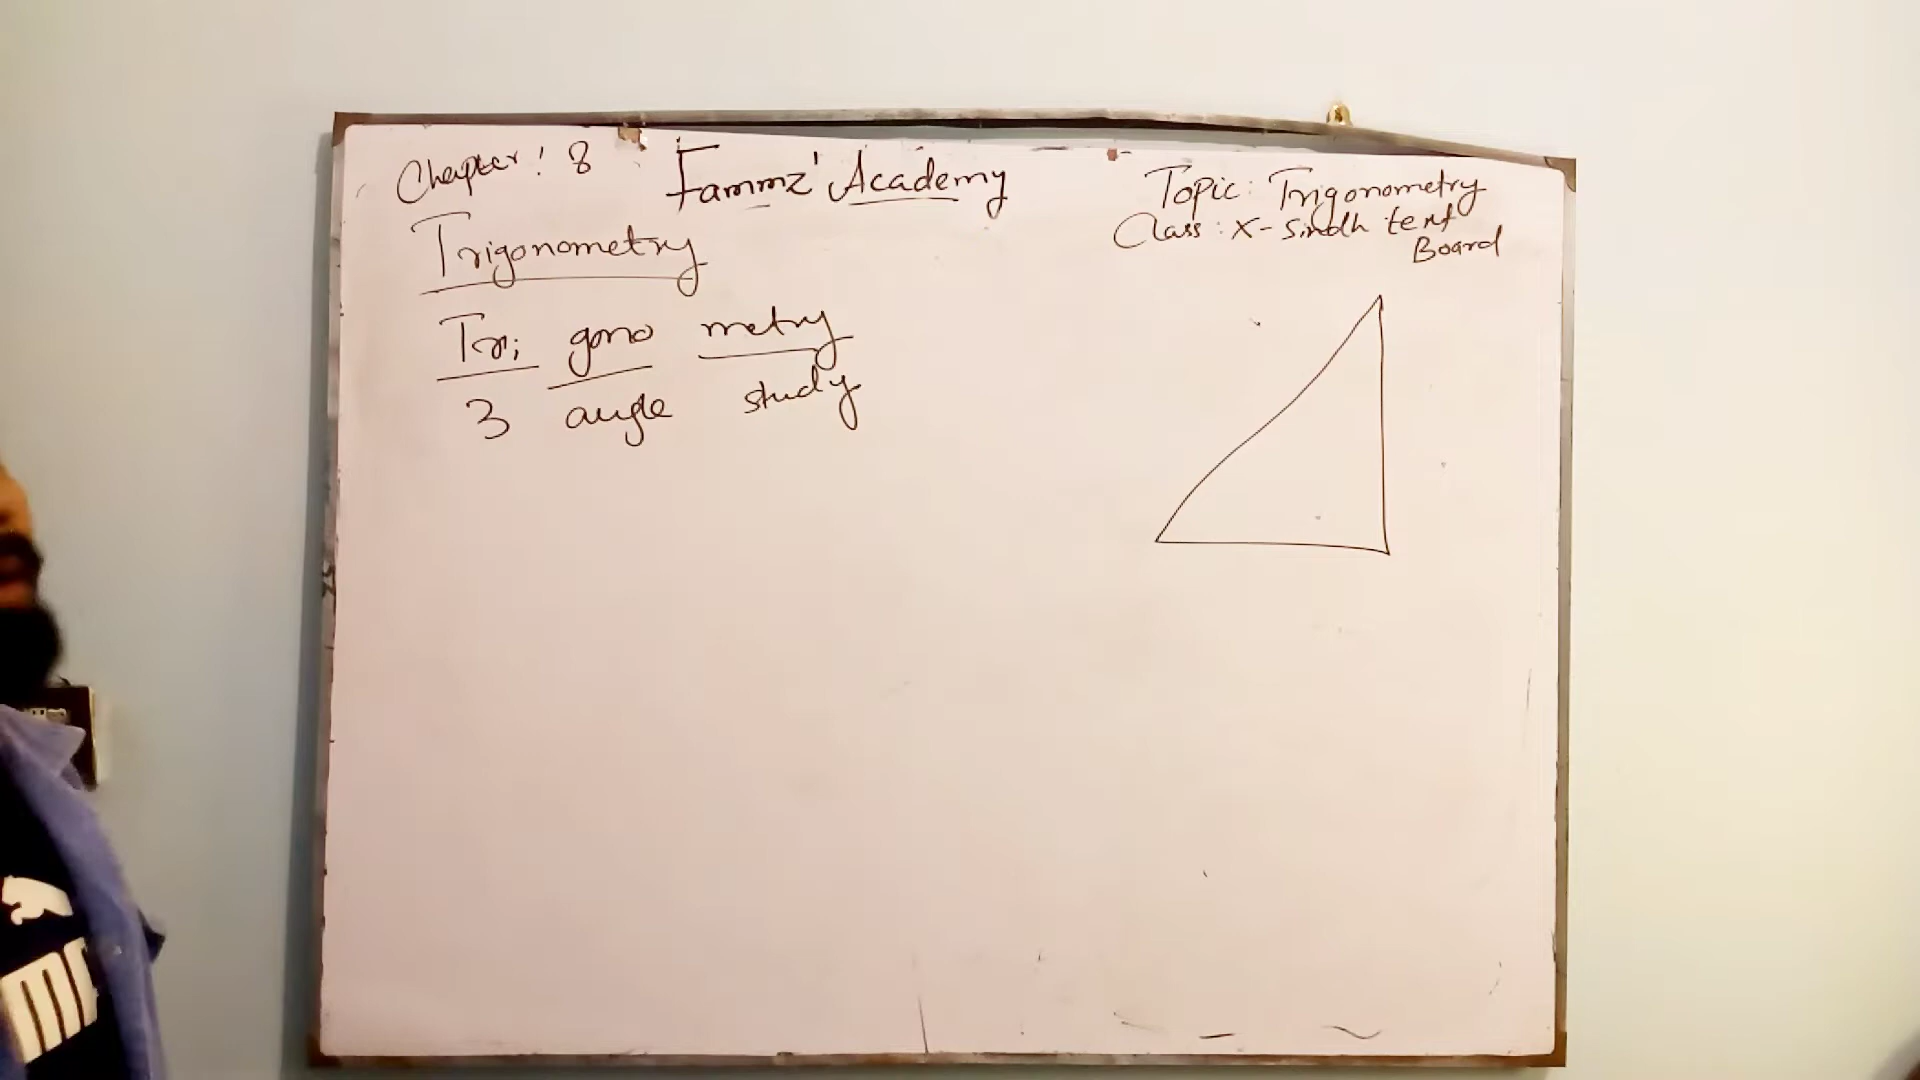 Chapter: 8
Fammz' Academy
Topic: Trigonometry
Class: X- Sindh text
Board
Trigonometry
Tri gono metry
3 angle study